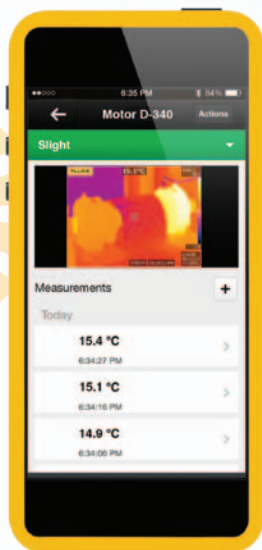 6:35 PM 84%
Motor D-340 Actions
Slight
FLUKE 15.1°C
Measurements +
Today
15.4 °C
6:34:27 PM
15.1 °C
6:34:16 PM
14.9 °C
6:34:06 PM